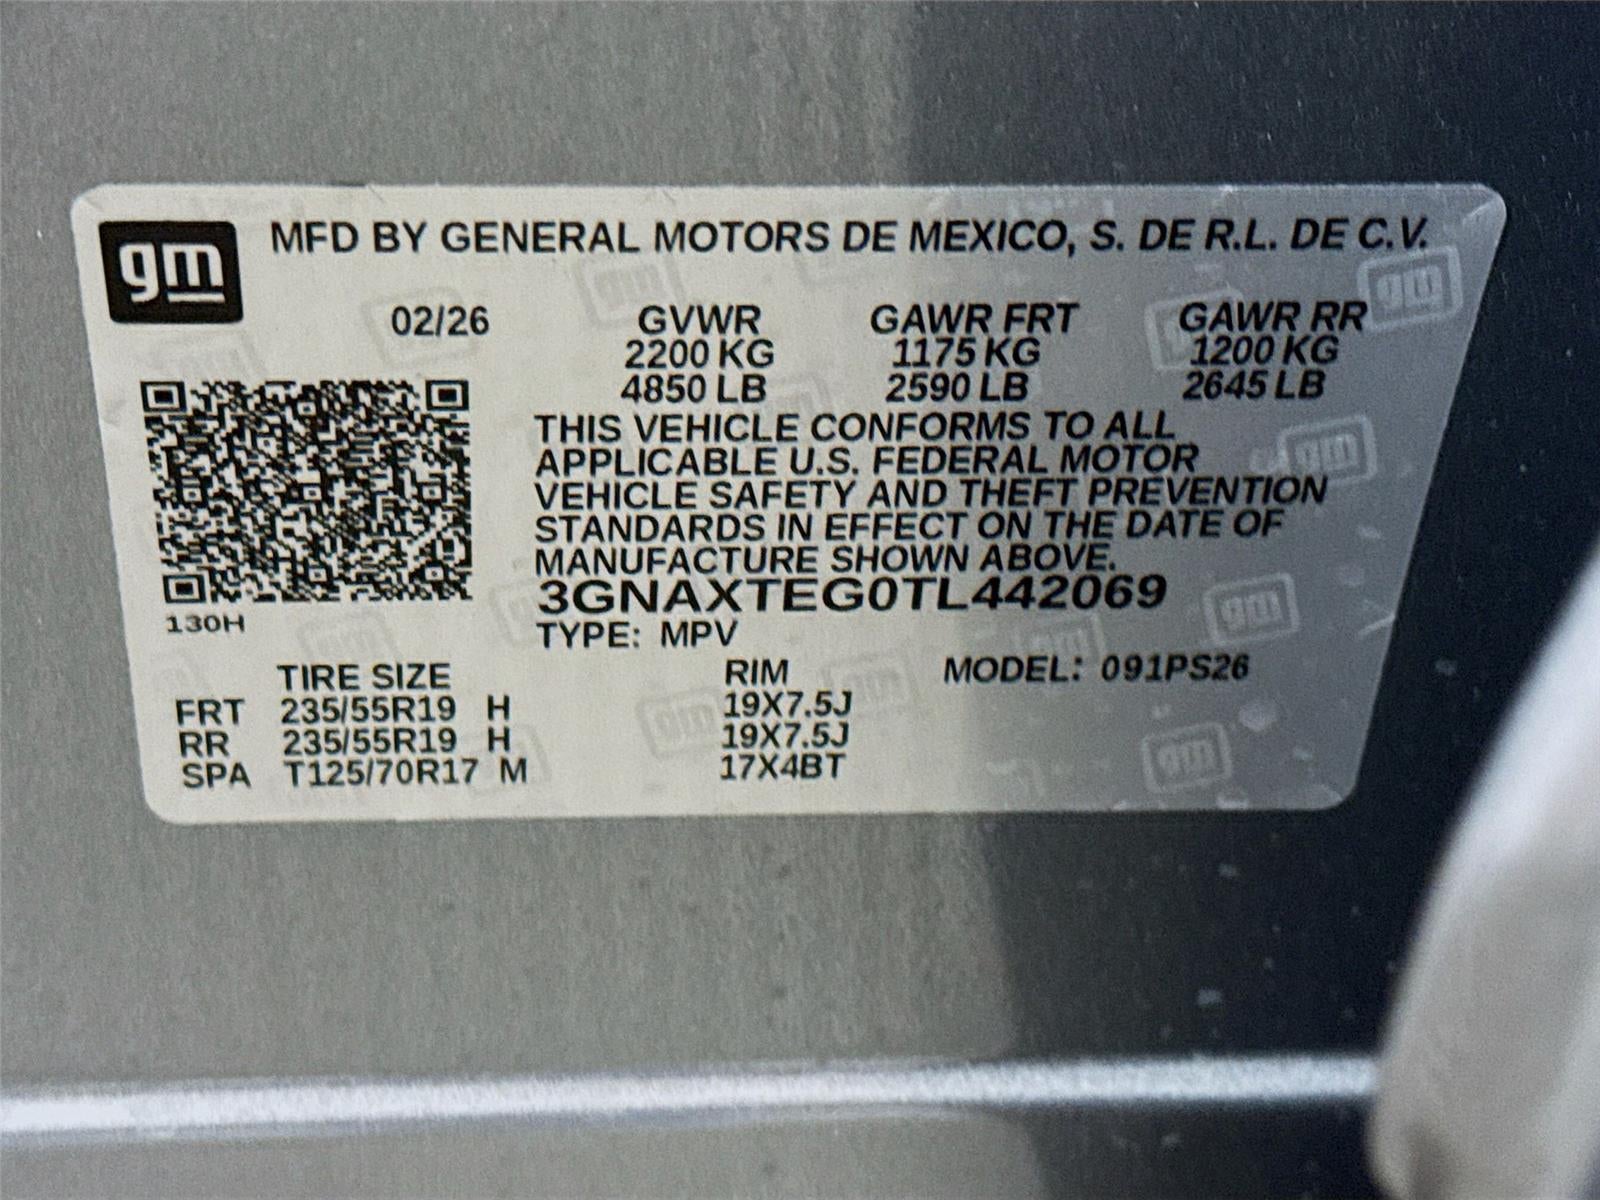 gm MFD BY GENERAL MOTORS DE MEXICO, S. DE R.L. DE C.V.
02/26 GVWR GAWR FRT GAWR RR
2200 KG 1175 KG 1200 KG
4850 LB 2590 LB 2645 LB
THIS VEHICLE CONFORMS TO ALL
APPLICABLE U.S. FEDERAL MOTOR
VEHICLE SAFETY AND THEFT PREVENTION
STANDARDS IN EFFECT ON THE DATE OF
MANUFACTURE SHOWN ABOVE.
3GNAXTEG0TL442069
130H
TYPE: MPV
TIRE SIZE RIM MODEL: 091PS26
FRT 235/55R19 H 19X7.5J
RR 235/55R19 H 19X7.5J
SPA T125/70R17 M 17X4BT